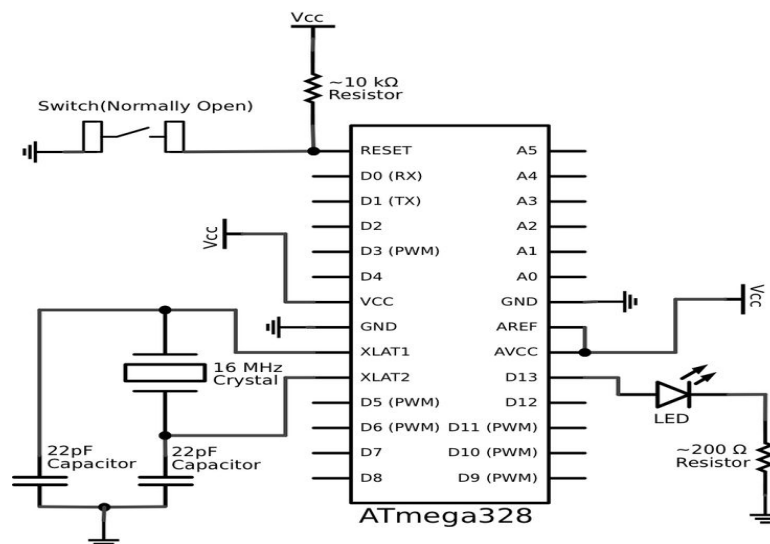 Vcc
~10 kΩ
Resistor
Switch(Normally Open)
RESET
D0 (RX)
D1 (TX)
D2
D3 (PWM)
D4
VCC
GND
XLAT1
XLAT2
D5 (PWM)
D6 (PWM)
D7
D8
A5
A4
A3
A2
A1
A0
GND
AREF
AVCC
D13
D12
D11 (PWM)
D10 (PWM)
D9 (PWM)
Vcc
Vcc
16 MHz
Crystal
LED
22pF
Capacitor
22pF
Capacitor
~200 Ω
Resistor
ATmega328